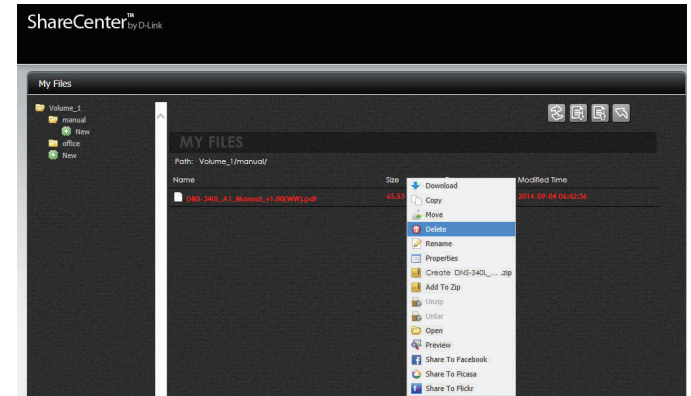 ShareCenter™ by D-Link
My Files
Volume_1
manual
New
office
New
MY FILES
Path: Volume_1/manual/
Name Size Modified Time
DNS-340L_A1_Manual_v1.00(WW).pdf 65.53 2014-09-04 06:42:36
Download
Copy
Move
Delete
Rename
Properties
Create DNS-340L_... .zip
Add To Zip
Unzip
Untar
Open
Preview
Share To Facebook
Share To Picasa
Share To Flickr